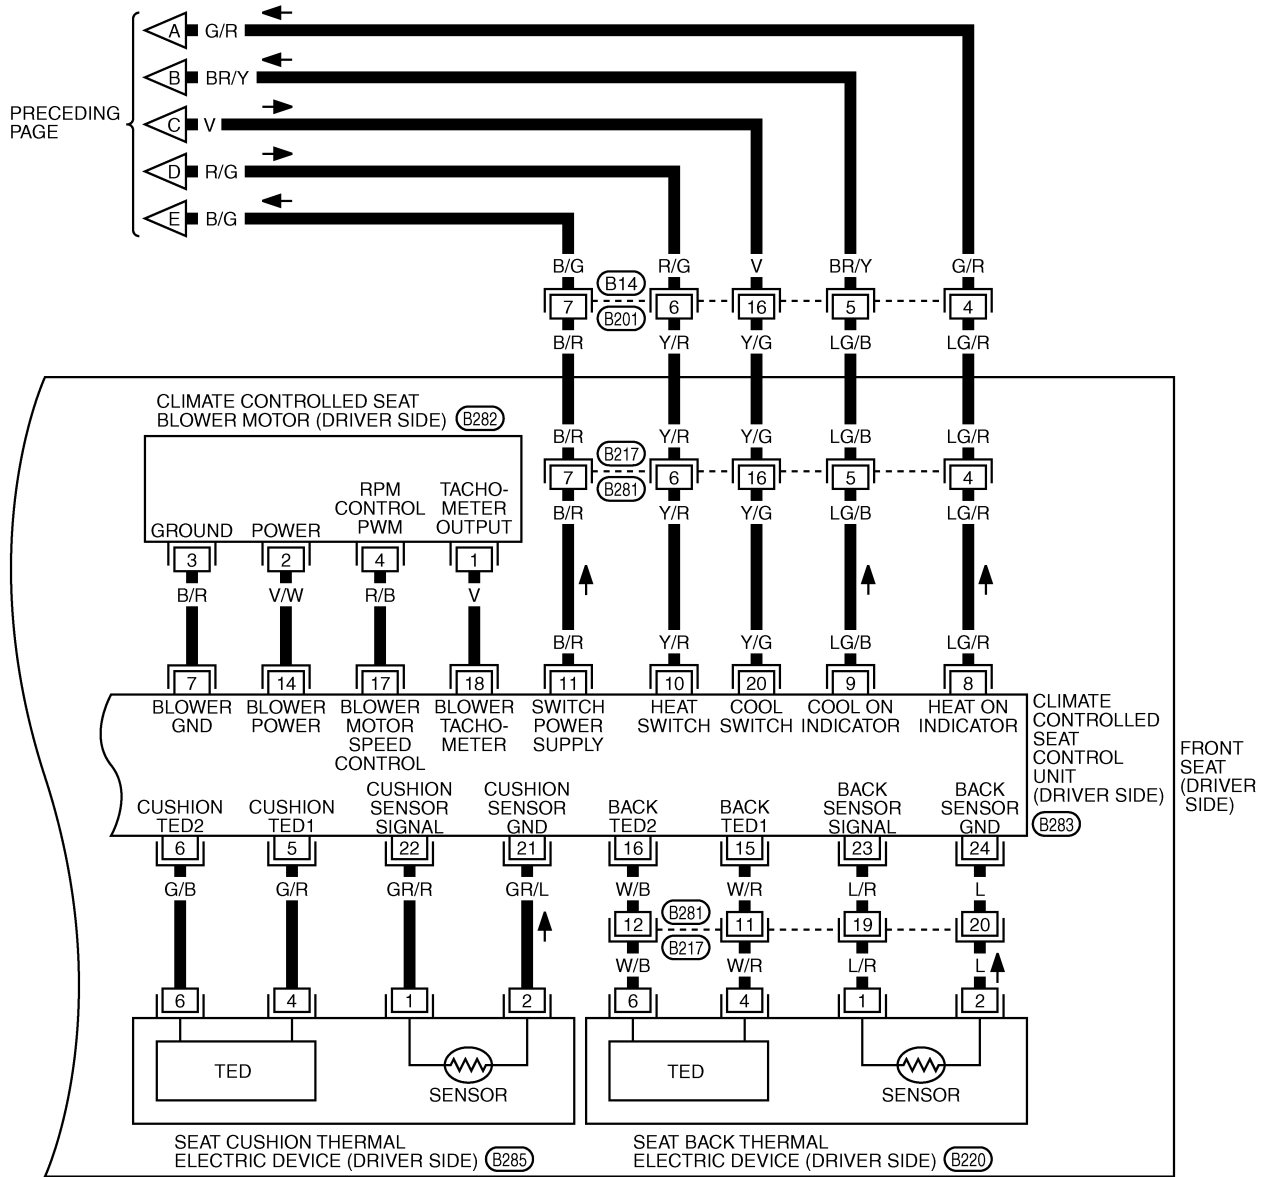 A G/R
B BR/Y
PRECEDING
PAGE
C V
D R/G
E B/G
B/G R/G V BR/Y G/R
B14
7 6 16 5 4
B201
B/R Y/R Y/G LG/B LG/R
CLIMATE CONTROLLED SEAT
BLOWER MOTOR (DRIVER SIDE) B282
B/R Y/R Y/G LG/B LG/R
B217
7 6 16 5 4
B281
B/R Y/R Y/G LG/B LG/R
GROUND
POWER
RPM
CONTROL
PWM
TACHO-
METER
OUTPUT
3 2 4 1
B/R V/W R/B V
B/R Y/R Y/G LG/B LG/R
7 14 17 18 11 10 20 9 8
BLOWER
GND
BLOWER
POWER
BLOWER
MOTOR
SPEED
CONTROL
BLOWER
TACHO-
METER
SWITCH
POWER
SUPPLY
HEAT
SWITCH
COOL
SWITCH
COOL ON
INDICATOR
HEAT ON
INDICATOR
CLIMATE
CONTROLLED
SEAT
CONTROL
UNIT
(DRIVER SIDE)
B283
FRONT
SEAT
(DRIVER
SIDE)
CUSHION
TED2
CUSHION
TED1
CUSHION
SENSOR
SIGNAL
CUSHION
SENSOR
GND
BACK
TED2
BACK
TED1
BACK
SENSOR
SIGNAL
BACK
SENSOR
GND
6 5 22 21 16 15 23 24
G/B G/R GR/R GR/L W/B W/R L/R L
B281
12 11 19 20
B217
W/B W/R L/R L
6 4 1 2 6 4 1 2
TED
SENSOR
TED
SENSOR
SEAT CUSHION THERMAL
ELECTRIC DEVICE (DRIVER SIDE) B285
SEAT BACK THERMAL
ELECTRIC DEVICE (DRIVER SIDE) B220